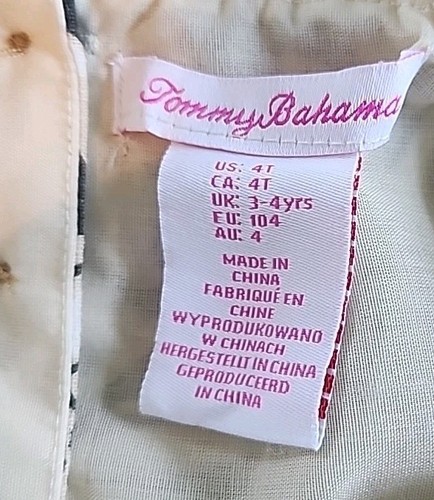 Tommy Bahama
US: 4T
CA: 4T
UK: 3-4yrs
EU: 104
AU: 4
MADE IN
CHINA
FABRIQUÉ EN
CHINE
WYPRODUKOWANO
W CHINACH
HERGESTELLT IN CHINA
GEPRODUCEERD
IN CHINA